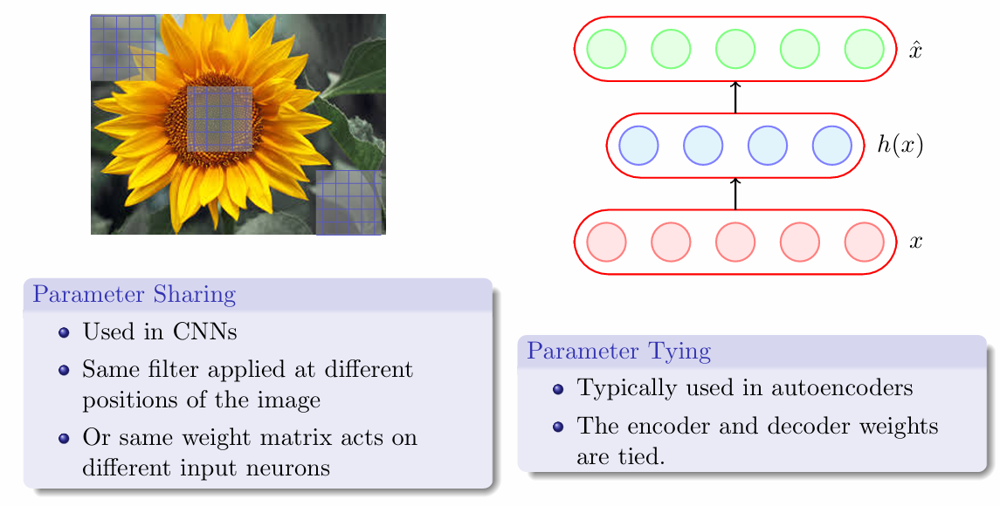 x̂
h(x)
x
Parameter Sharing
Used in CNNs
Same filter applied at different
positions of the image
Or same weight matrix acts on
different input neurons
Parameter Tying
Typically used in autoencoders
The encoder and decoder weights
are tied.